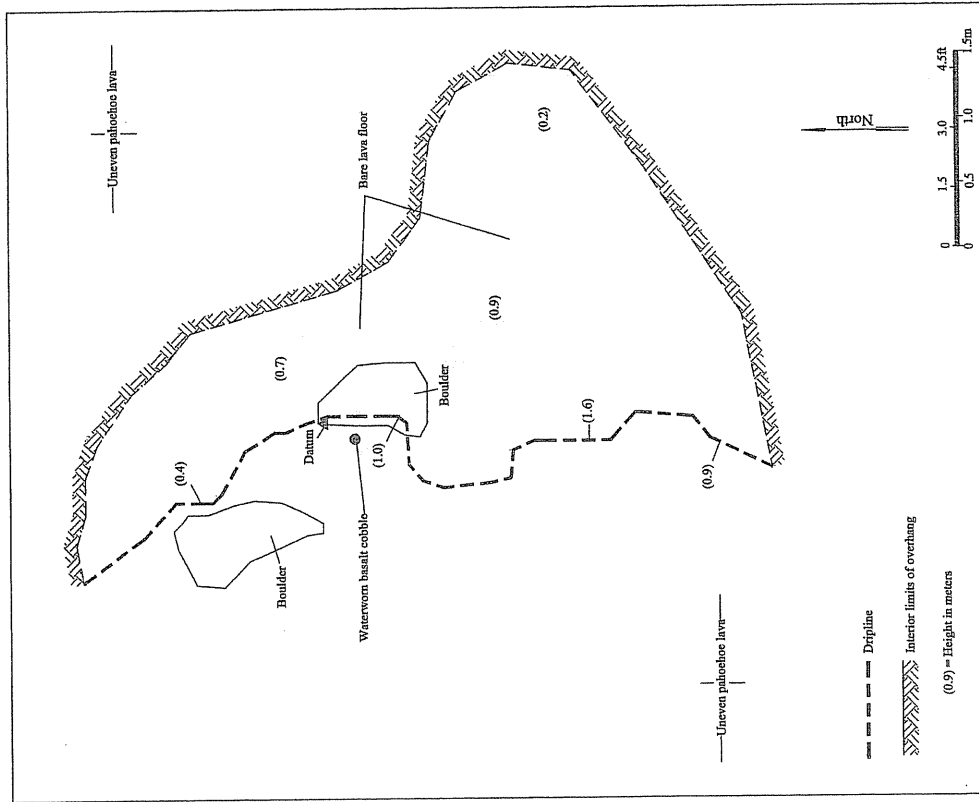 Uneven pahoehoe lava
Bare lava floor
(0.2)
(0.9)
(0.7)
Boulder
Datum
(1.0)
(0.4)
(1.6)
(0.9)
Waterworn basalt cobble
Boulder
Uneven pahoehoe lava
Dripline
Interior limits of overhang
(0.9) = Height in meters
North
0 1.5 3.0 4.5ft
0 0.5 1.0 1.5m